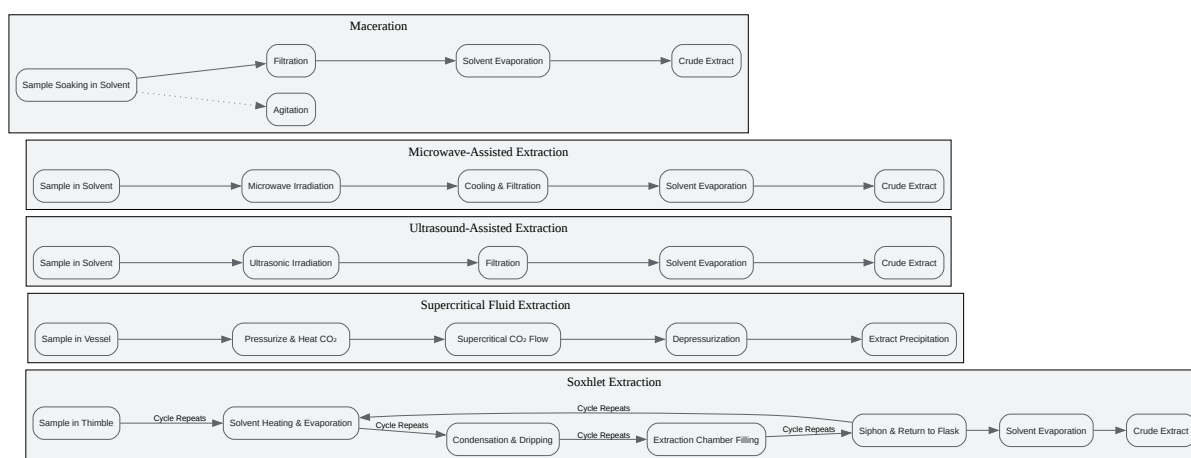 Maceration
Sample Soaking in Solvent
Filtration
Solvent Evaporation
Crude Extract
Agitation
Microwave-Assisted Extraction
Sample in Solvent
Microwave Irradiation
Cooling & Filtration
Solvent Evaporation
Crude Extract
Ultrasound-Assisted Extraction
Sample in Solvent
Ultrasonic Irradiation
Filtration
Solvent Evaporation
Crude Extract
Supercritical Fluid Extraction
Sample in Vessel
Pressurize & Heat CO₂
Supercritical CO₂ Flow
Depressurization
Extract Precipitation
Soxhlet Extraction
Sample in Thimble
Cycle Repeats
Solvent Heating & Evaporation
Cycle Repeats
Cycle Repeats
Condensation & Dripping
Cycle Repeats
Extraction Chamber Filling
Cycle Repeats
Siphon & Return to Flask
Solvent Evaporation
Crude Extract